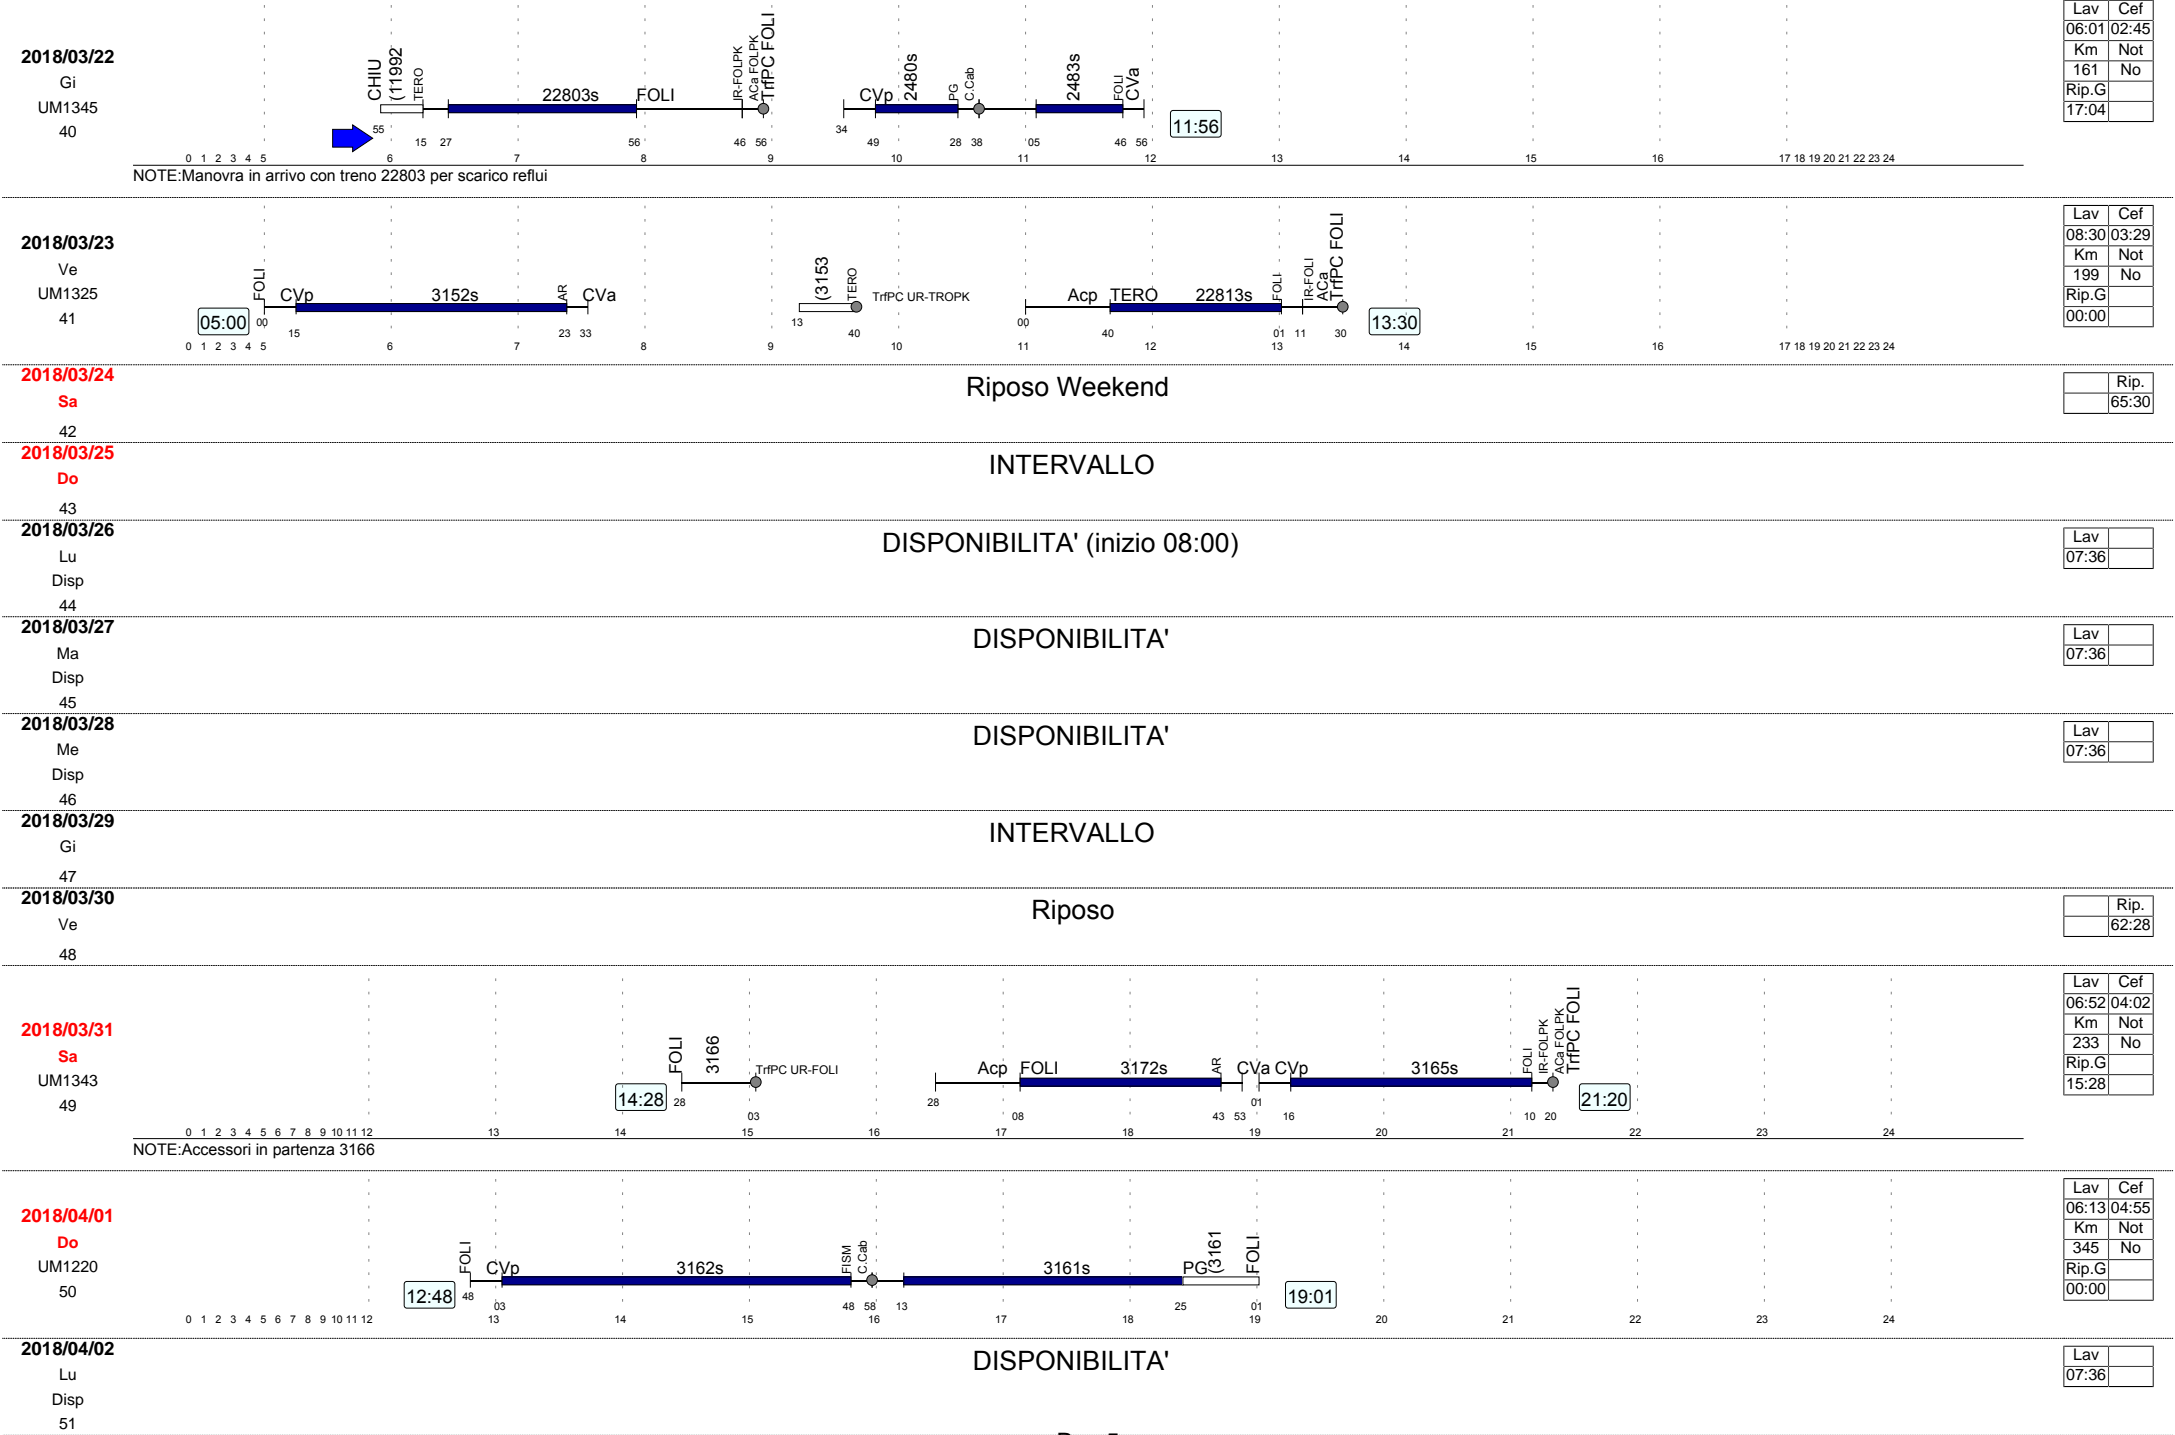 2018/03/22
Gi
UM1345
40
CHIU
(11992
TERO
22803s
FOLI
IR-FOLPK
ACa FOLPK
TrfPC FOLI
CVp
2480s
PG
C.Cab
2483s
FOLI
CVa
55
15 27 56 46 56 34 49 28 38 05 46 56
11:56
0 1 2 3 4 5 6 7 8 9 10 11 12 13 14 15 16 17 18 19 20 21 22 23 24
NOTE:Manovra in arrivo con treno 22803 per scarico reflui
Lav Cef
06:01 02:45
Km Not
161 No
Rip.G
17:04
2018/03/23
Ve
UM1325
41
05:00
FOLI
CVp
3152s
AR
CVa
(3153
TERO
TrfPC UR-TROPK
Acp
TERO
22813s
FOLI
IR-FOLI
ACa
TrfPC FOLI
00 15 23 33 13 40 00 40 01 11 30
13:30
0 1 2 3 4 5 6 7 8 9 10 11 12 13 14 15 16 17 18 19 20 21 22 23 24
Lav Cef
08:30 03:29
Km Not
199 No
Rip.G
00:00
2018/03/24
Sa
42
Riposo Weekend
Rip.
65:30
2018/03/25
Do
43
INTERVALLO
2018/03/26
Lu
Disp
44
DISPONIBILITA' (inizio 08:00)
Lav
07:36
2018/03/27
Ma
Disp
45
DISPONIBILITA'
Lav
07:36
2018/03/28
Me
Disp
46
DISPONIBILITA'
Lav
07:36
2018/03/29
Gi
47
INTERVALLO
2018/03/30
Ve
48
Riposo
Rip.
62:28
2018/03/31
Sa
UM1343
49
14:28
FOLI
3166
TrfPC UR-FOLI
Acp
FOLI
3172s
AR
CVa
CVp
3165s
FOLI
IR-FOLPK
ACa FOLPK
TrfPC FOLI
28 03 28 08 43 53 01 16 10 20
21:20
0 1 2 3 4 5 6 7 8 9 10 11 12 13 14 15 16 17 18 19 20 21 22 23 24
NOTE:Accessori in partenza 3166
Lav Cef
06:52 04:02
Km Not
233 No
Rip.G
15:28
2018/04/01
Do
UM1220
50
12:48
FOLI
CVp
3162s
FISM
C.Cab
3161s
PG
(3161
FOLI
48 03 48 58 13 25 01
19:01
0 1 2 3 4 5 6 7 8 9 10 11 12 13 14 15 16 17 18 19 20 21 22 23 24
Lav Cef
06:13 04:55
Km Not
345 No
Rip.G
00:00
2018/04/02
Lu
Disp
51
DISPONIBILITA'
Lav
07:36